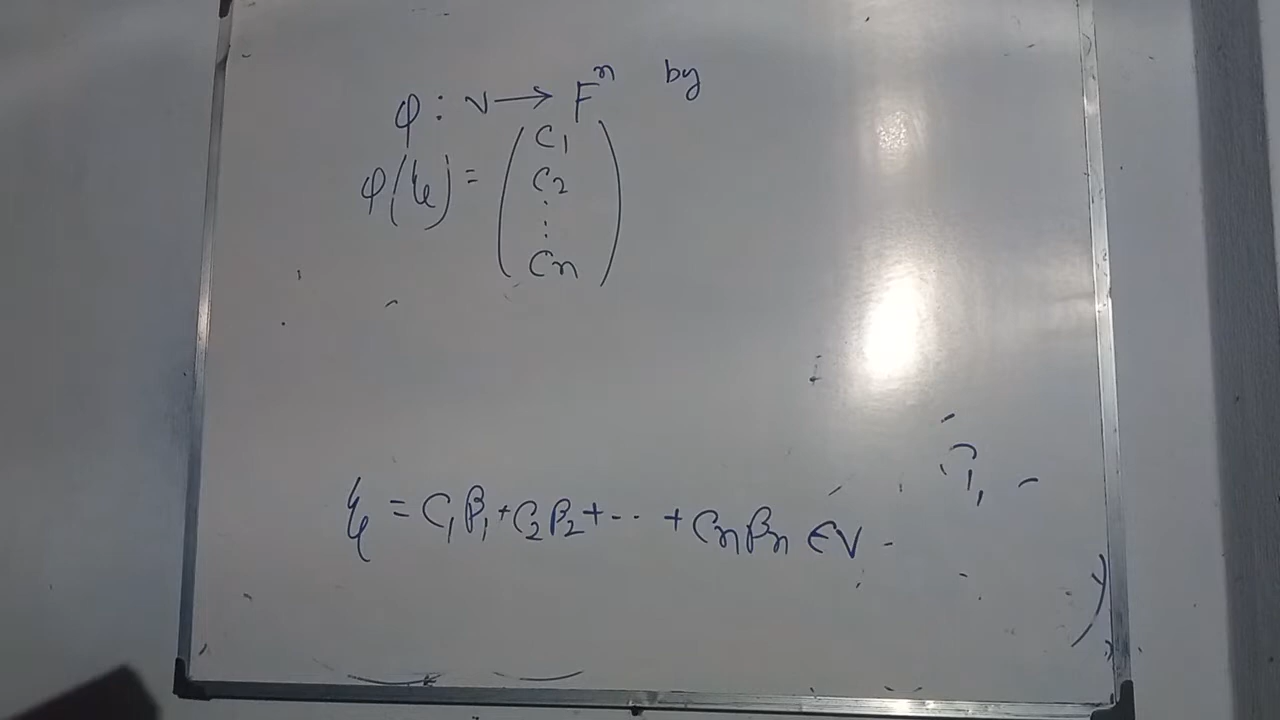 φ : V → Fⁿ by
φ(ξ) = (C₁
C₂
⋮
Cₙ)
ξ = C₁β₁ + C₂β₂ + ... + Cₙβₙ ∈ V.